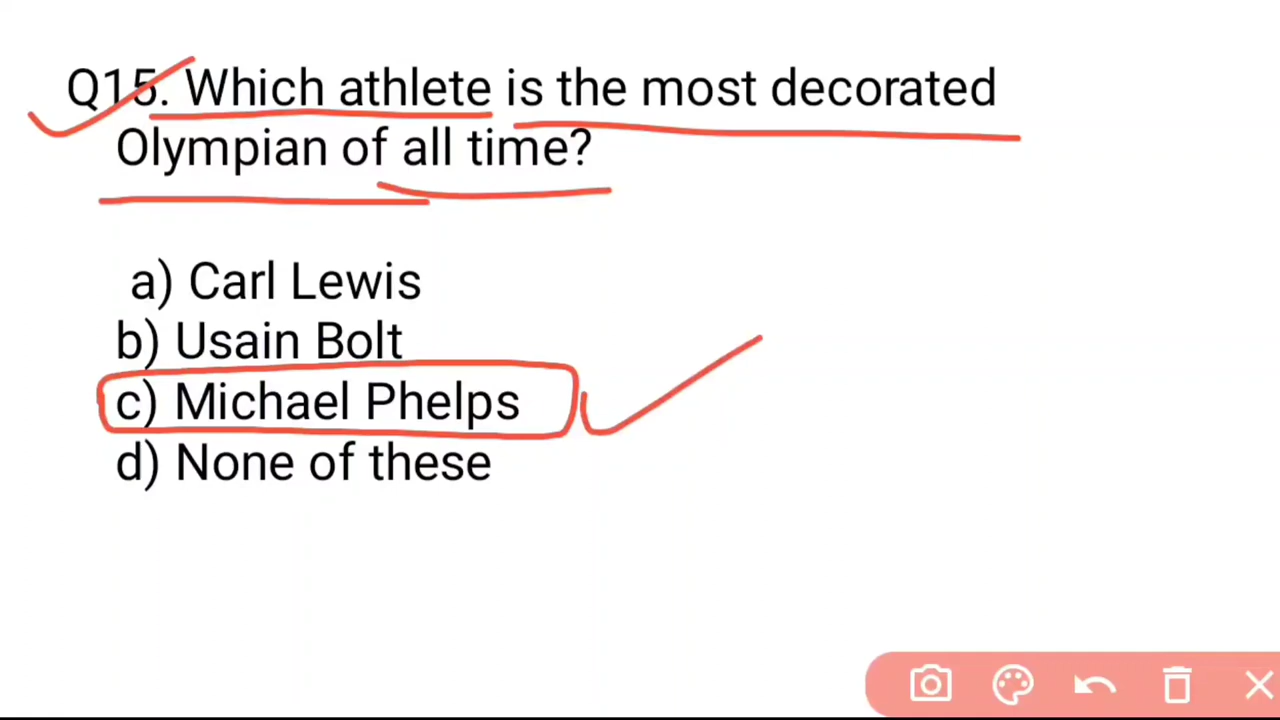 Q15. Which athlete is the most decorated
Olympian of all time?
a) Carl Lewis
b) Usain Bolt
c) Michael Phelps
d) None of these